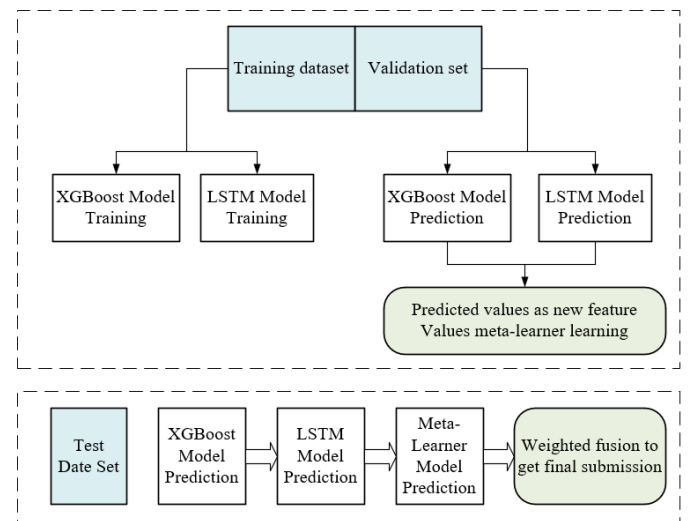 Training dataset
Validation set
XGBoost Model
Training
LSTM Model
Training
XGBoost Model
Prediction
LSTM Model
Prediction
Predicted values as new feature
Values meta-learner learning
Test
Date Set
XGBoost
Model
Prediction
LSTM
Model
Prediction
Meta-
Learner
Model
Prediction
Weighted fusion to
get final submission